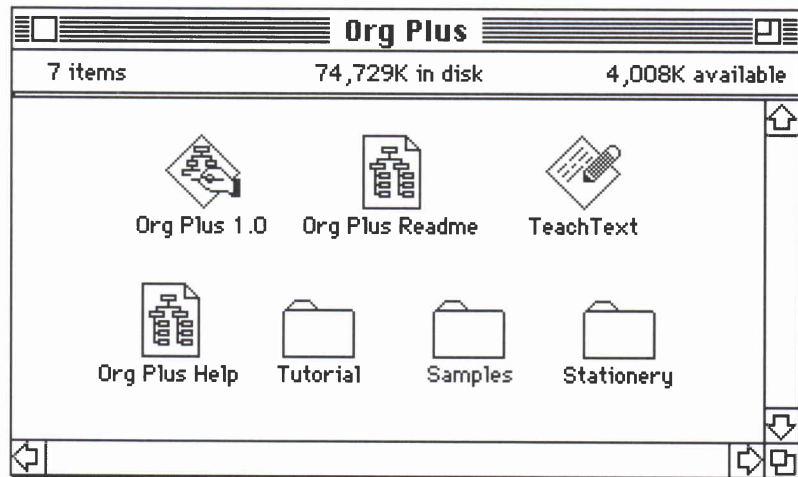 Org Plus
7 items 74,729K in disk 4,008K available
Org Plus 1.0 Org Plus Readme TeachText
Org Plus Help Tutorial Samples Stationery